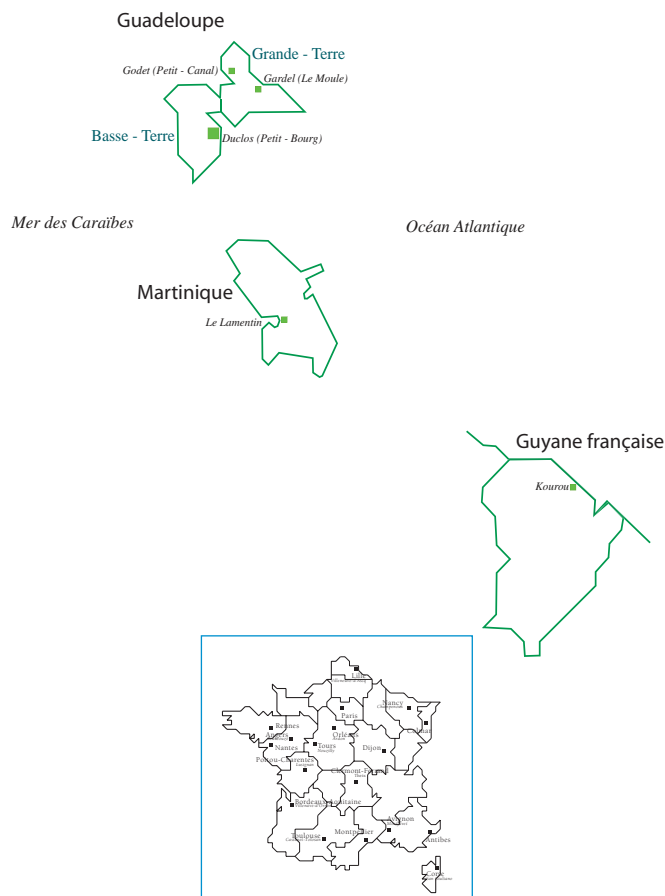 Guadeloupe
Grande - Terre
Godet (Petit - Canal)
Gardel (Le Moule)
Basse - Terre
Duclos (Petit - Bourg)
Mer des Caraïbes
Océan Atlantique
Martinique
Le Lamentin
Guyane française
Kourou
Lille
Paris
Nancy
Colmar
Rennes
Angers
Nantes
Orléans
Tours
Dijon
Poitou-Charentes
Lusignan
Clermont-Ferrand
Theix
Bordeaux-Aquitaine
Toulouse
Montpellier
Avignon
Antibes
Corse